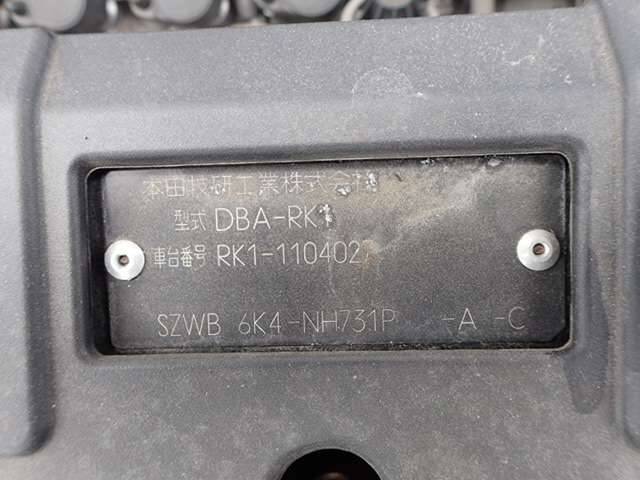 本田技研工業株式会社
型式 DBA-RK1
車台番号 RK1-1104027
SZWB 6K4-NH731P -A -C